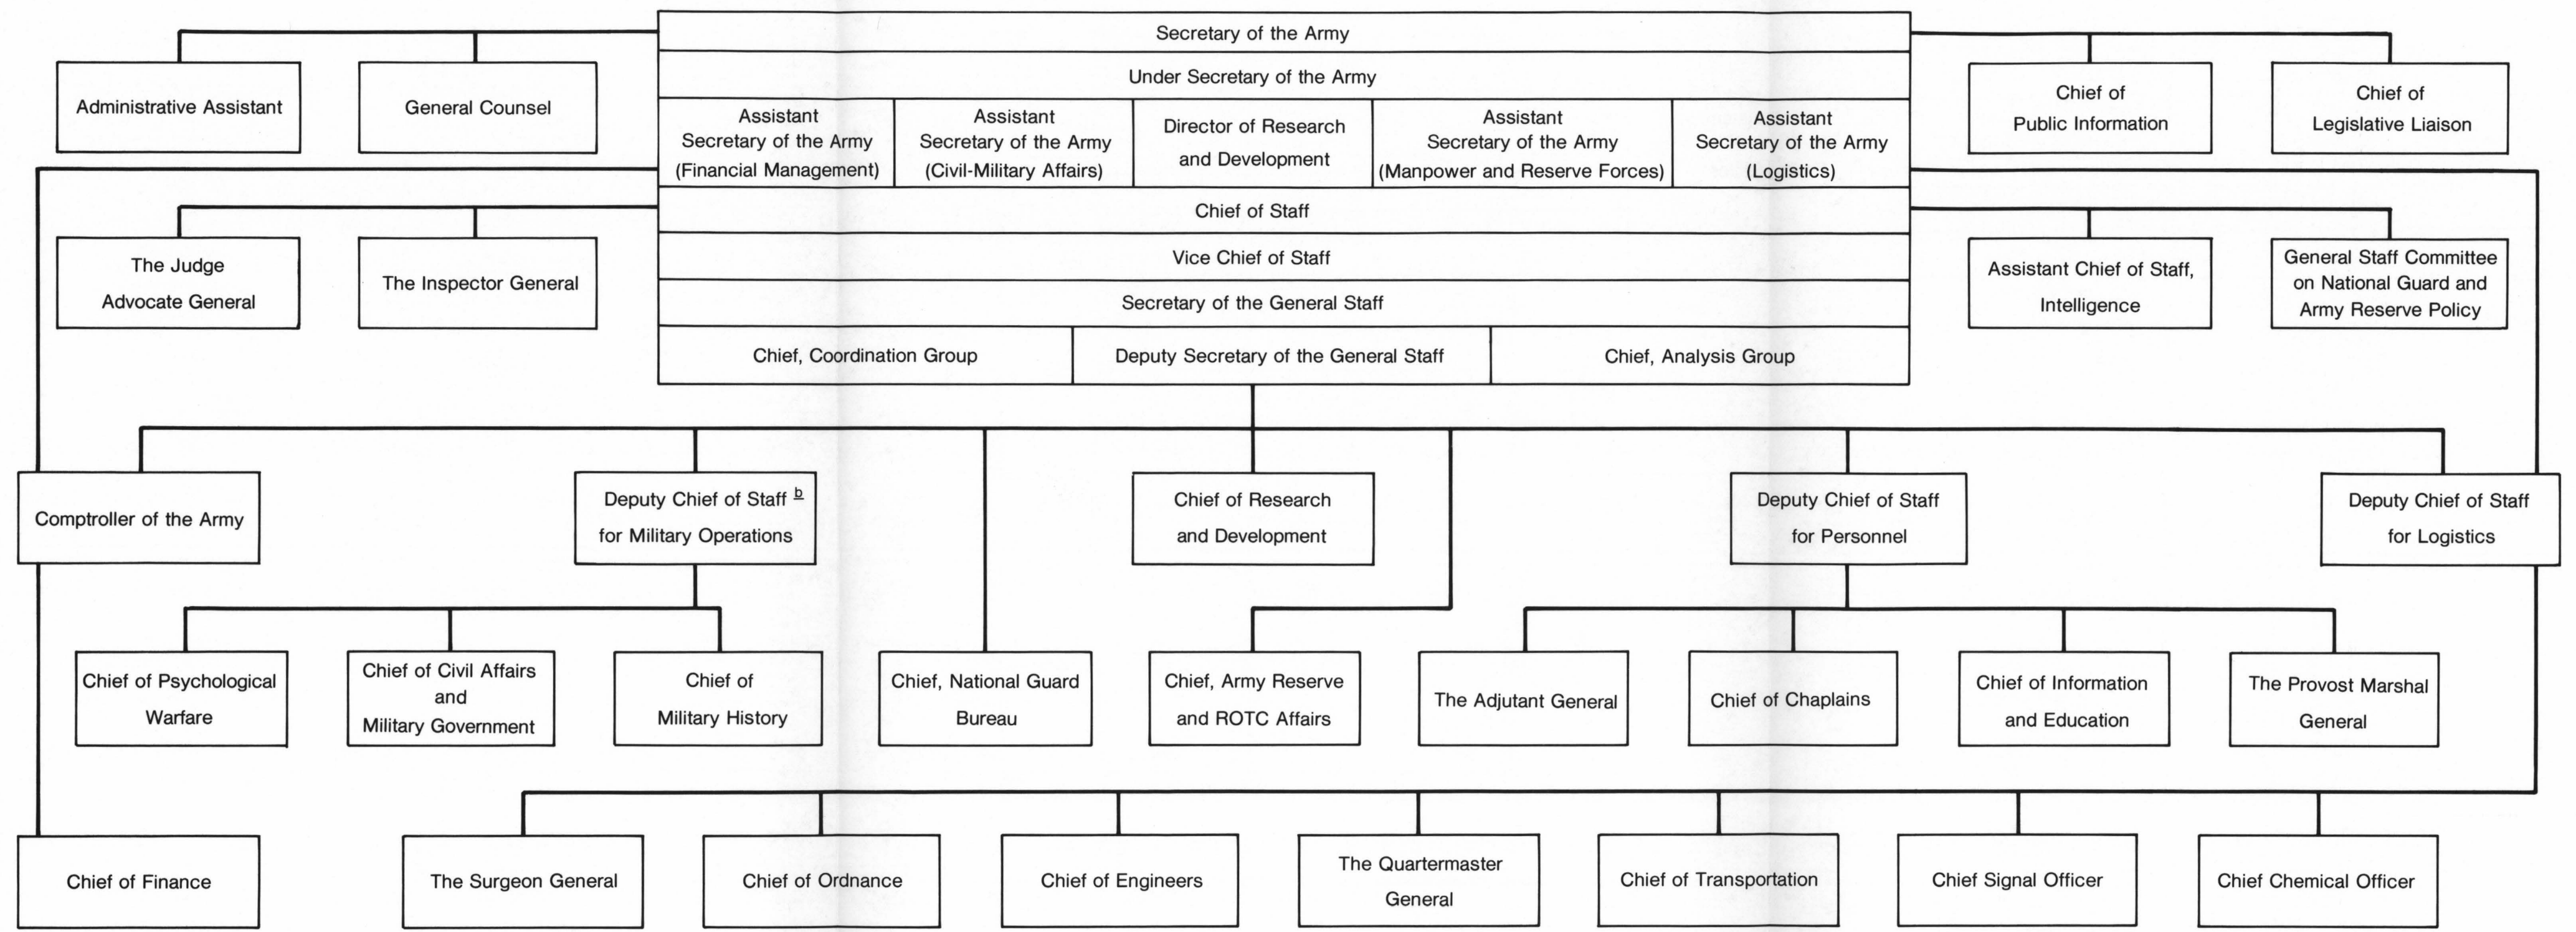 Secretary of the Army
Under Secretary of the Army
Administrative Assistant
General Counsel
Assistant
Secretary of the Army
(Financial Management)
Assistant
Secretary of the Army
(Civil-Military Affairs)
Director of Research
and Development
Assistant
Secretary of the Army
(Manpower and Reserve Forces)
Assistant
Secretary of the Army
(Logistics)
Chief of
Public Information
Chief of
Legislative Liaison
Chief of Staff
Vice Chief of Staff
Secretary of the General Staff
The Judge
Advocate General
The Inspector General
Assistant Chief of Staff,
Intelligence
General Staff Committee
on National Guard and
Army Reserve Policy
Chief, Coordination Group
Deputy Secretary of the General Staff
Chief, Analysis Group
Comptroller of the Army
Deputy Chief of Staff b
for Military Operations
Chief of Research
and Development
Deputy Chief of Staff
for Personnel
Deputy Chief of Staff
for Logistics
Chief of Psychological
Warfare
Chief of Civil Affairs
and
Military Government
Chief of
Military History
Chief, National Guard
Bureau
Chief, Army Reserve
and ROTC Affairs
The Adjutant General
Chief of Chaplains
Chief of Information
and Education
The Provost Marshal
General
Chief of Finance
The Surgeon General
Chief of Ordnance
Chief of Engineers
The Quartermaster
General
Chief of Transportation
Chief Signal Officer
Chief Chemical Officer